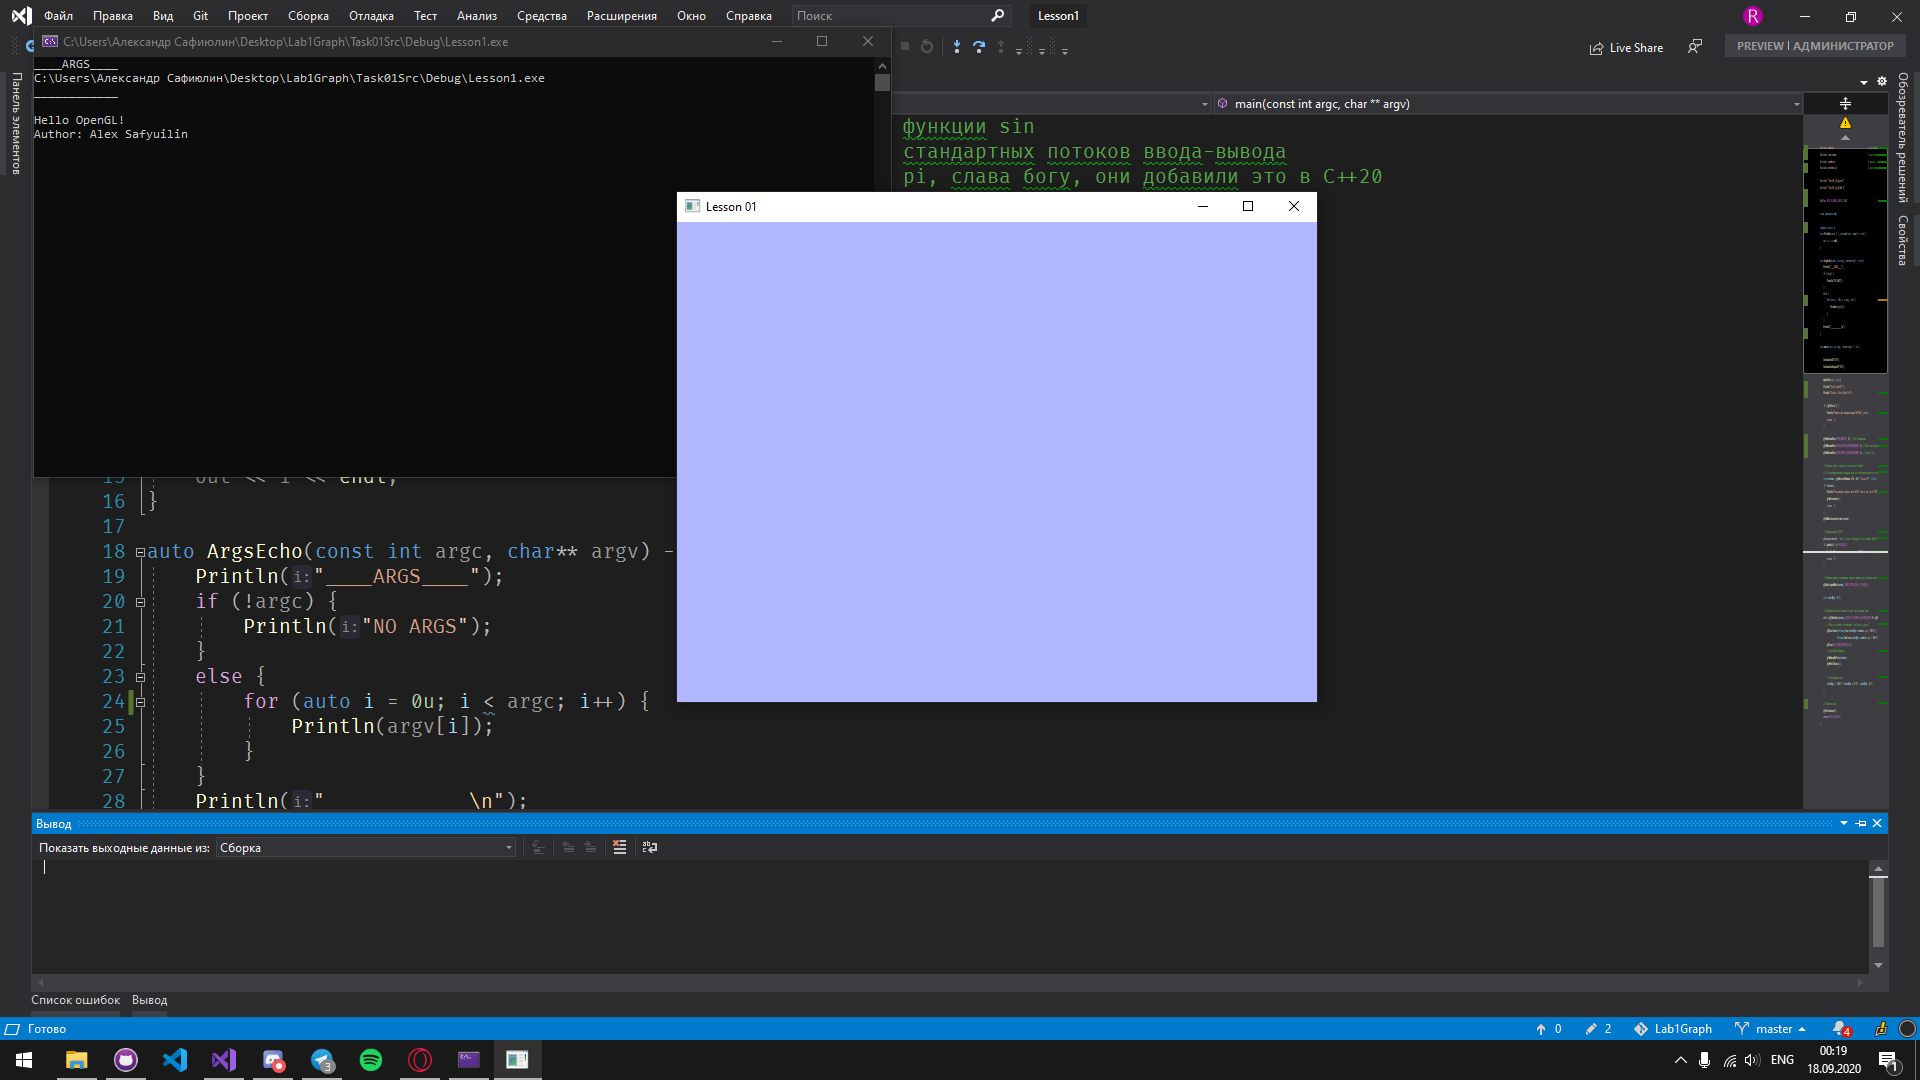 Файл Правка Вид Git Проект Сборка Отладка Тест Анализ Средства Расширения Окно Справка Поиск Lesson1 R
C:\Users\Александр Сафиюлин\Desktop\Lab1Graph\Task01Src\Debug\Lesson1.exe
Live Share PREVIEW | АДМИНИСТРАТОР
____ARGS____
C:\Users\Александр Сафиюлин\Desktop\Lab1Graph\Task01Src\Debug\Lesson1.exe
____________
Hello OpenGL!
Author: Alex Safyuilin
Панель элементов
main(const int argc, char ** argv)
функции sin
стандартных потоков ввода-вывода
pi, слава богу, они добавили это в C++20
Обозреватель решений
Свойства
Lesson 01
15 out << i << endl;
16 }
17
18 auto ArgsEcho(const int argc, char** argv) -
19 Println(i:"____ARGS____");
20 if (!argc) {
21 Println(i:"NO ARGS");
22 }
23 else {
24 for (auto i = 0u; i < argc; i++) {
25 Println(argv[i]);
26 }
27 }
28 Println(i:" \n");
Вывод
Показать выходные данные из: Сборка
Список ошибок Вывод
Готово 0 2 Lab1Graph master 4
3 ENG 00:19 1
18.09.2020